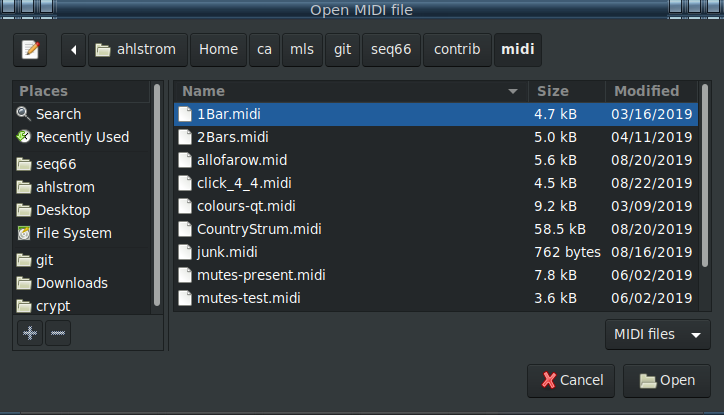 Open MIDI file
ahlstrom Home ca mls git seq66 contrib midi
Places
Search
Recently Used
seq66
ahlstrom
Desktop
File System
git
Downloads
crypt
Name Size Modified
1Bar.midi 4.7 kB 03/16/2019
2Bars.midi 5.0 kB 04/11/2019
allofarow.mid 5.6 kB 08/20/2019
click_4_4.midi 4.5 kB 08/22/2019
colours-qt.midi 9.2 kB 03/09/2019
CountryStrum.midi 58.5 kB 08/20/2019
junk.midi 762 bytes 08/16/2019
mutes-present.midi 7.8 kB 06/02/2019
mutes-test.midi 3.6 kB 06/02/2019
MIDI files
Cancel Open